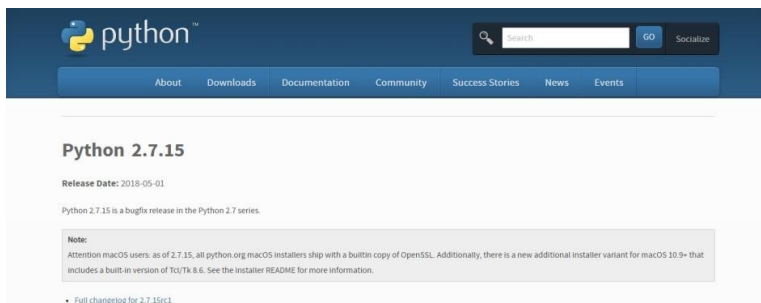 python™
Search
GO
Socialize
About Downloads Documentation Community Success Stories News Events
Python 2.7.15
Release Date: 2018-05-01
Python 2.7.15 is a bugfix release in the Python 2.7 series.
Note:
Attention macOS users: as of 2.7.15, all python.org macOS installers ship with a builtin copy of OpenSSL. Additionally, there is a new additional installer variant for macOS 10.9+ that
includes a built-in version of Tcl/Tk 8.6. See the installer README for more information.
• Full changelog for 2.7.15rc1